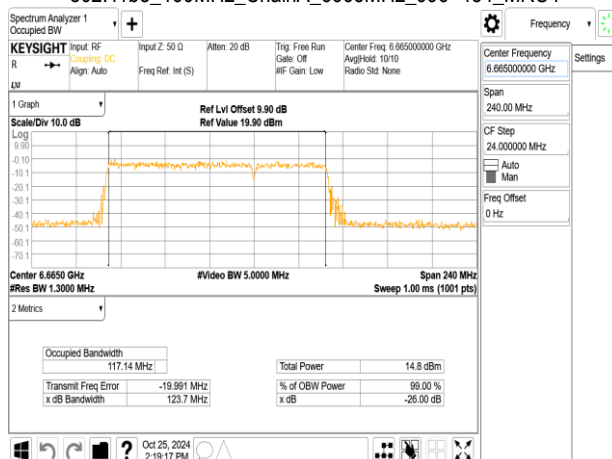 Spectrum Analyzer 1
Occupied BW
KEYSIGHT
R
LXI
Input: RF
Coupling: DC
Align: Auto
Input Z: 50 Ω
Freq Ref: Int (S)
Atten: 20 dB
Trig: Free Run
Gate: Off
#IF Gain: Low
Center Freq: 6.665000000 GHz
Avg|Hold: 10/10
Radio Std: None
1 Graph
Scale/Div 10.0 dB
Ref Lvl Offset 9.90 dB
Ref Value 19.90 dBm
Log
9.90
-0.10
-10.1
-20.1
-30.1
-40.1
-50.1
-60.1
-70.1
Center 6.6650 GHz
#Res BW 1.3000 MHz
#Video BW 5.0000 MHz
Span 240 MHz
Sweep 1.00 ms (1001 pts)
2 Metrics
Occupied Bandwidth
117.14 MHz
Transmit Freq Error -19.991 MHz
x dB Bandwidth 123.7 MHz
Total Power 14.8 dBm
% of OBW Power 99.00 %
x dB -26.00 dB
Oct 25, 2024
2:19:17 PM
Frequency
Center Frequency
6.665000000 GHz
Settings
Span
240.00 MHz
CF Step
24.000000 MHz
Auto
Man
Freq Offset
0 Hz